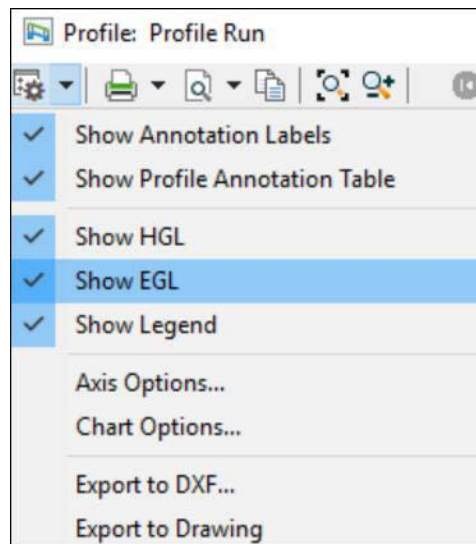 Profile: Profile Run
Show Annotation Labels
Show Profile Annotation Table
Show HGL
Show EGL
Show Legend
Axis Options...
Chart Options...
Export to DXF...
Export to Drawing